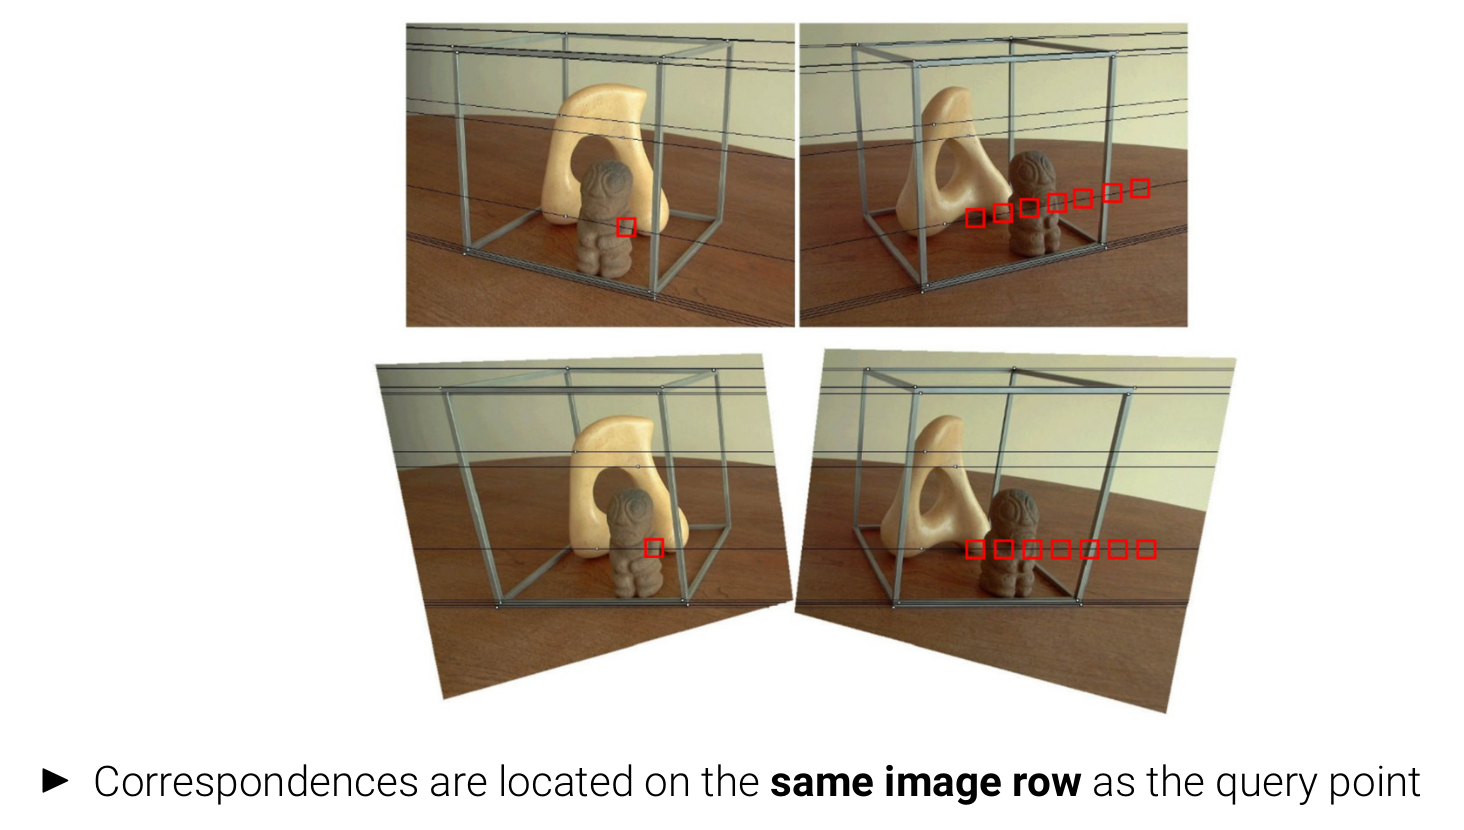 ► Correspondences are located on the same image row as the query point